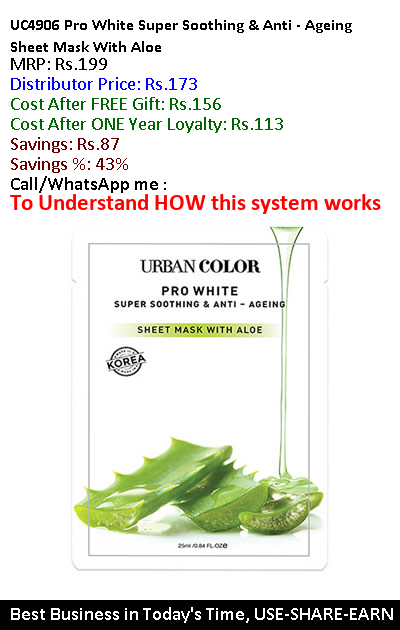 UC4906 Pro White Super Soothing & Anti - Ageing
Sheet Mask With Aloe
MRP: Rs.199
Distributor Price: Rs.173
Cost After FREE Gift: Rs.156
Cost After ONE Year Loyalty: Rs.113
Savings: Rs.87
Savings %: 43%
Call/WhatsApp me :
To Understand HOW this system works
URBAN COLOR
PRO WHITE
SUPER SOOTHING & ANTI - AGEING
SHEET MASK WITH ALOE
KOREA
25ml /0.84 FL.OZ℮
Best Business in Today's Time, USE-SHARE-EARN